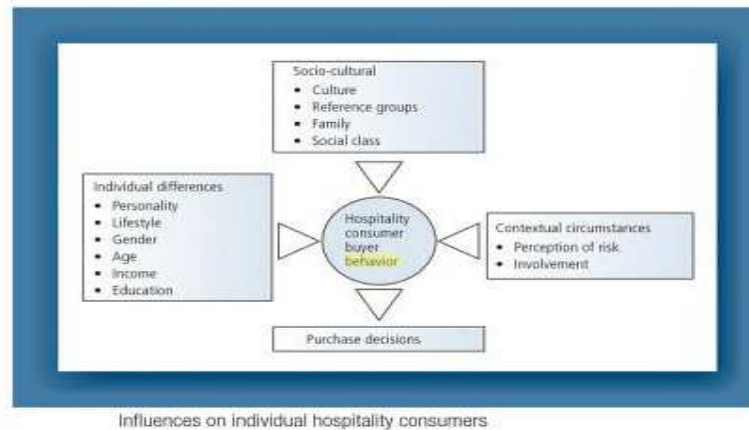 Socio-cultural
• Culture
• Reference groups
• Family
• Social class
Individual differences
• Personality
• Lifestyle
• Gender
• Age
• Income
• Education
Hospitality
consumer
buyer
behavior
Contextual circumstances
• Perception of risk
• Involvement
Purchase decisions
Influences on individual hospitality consumers